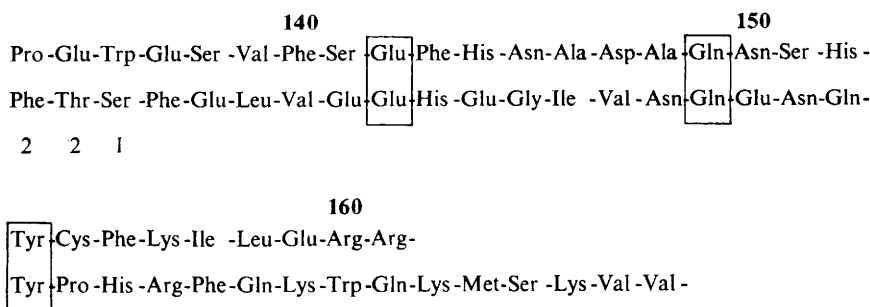 140 150
Pro -Glu-Trp-Glu-Ser -Val -Phe-Ser -Glu-Phe-His -Asn-Ala -Asp-Ala-Gln-Asn-Ser -His -
Phe-Thr-Ser -Phe-Glu-Leu-Val -Glu-Glu-His -Glu-Gly-Ile -Val - Asn-Gln-Glu-Asn-Gln-
2 2 1
160
Tyr-Cys-Phe-Lys-Ile -Leu-Glu-Arg-Arg-
Tyr-Pro-His -Arg-Phe-Gln-Lys-Trp-Gln-Lys-Met-Ser -Lys-Val-Val -